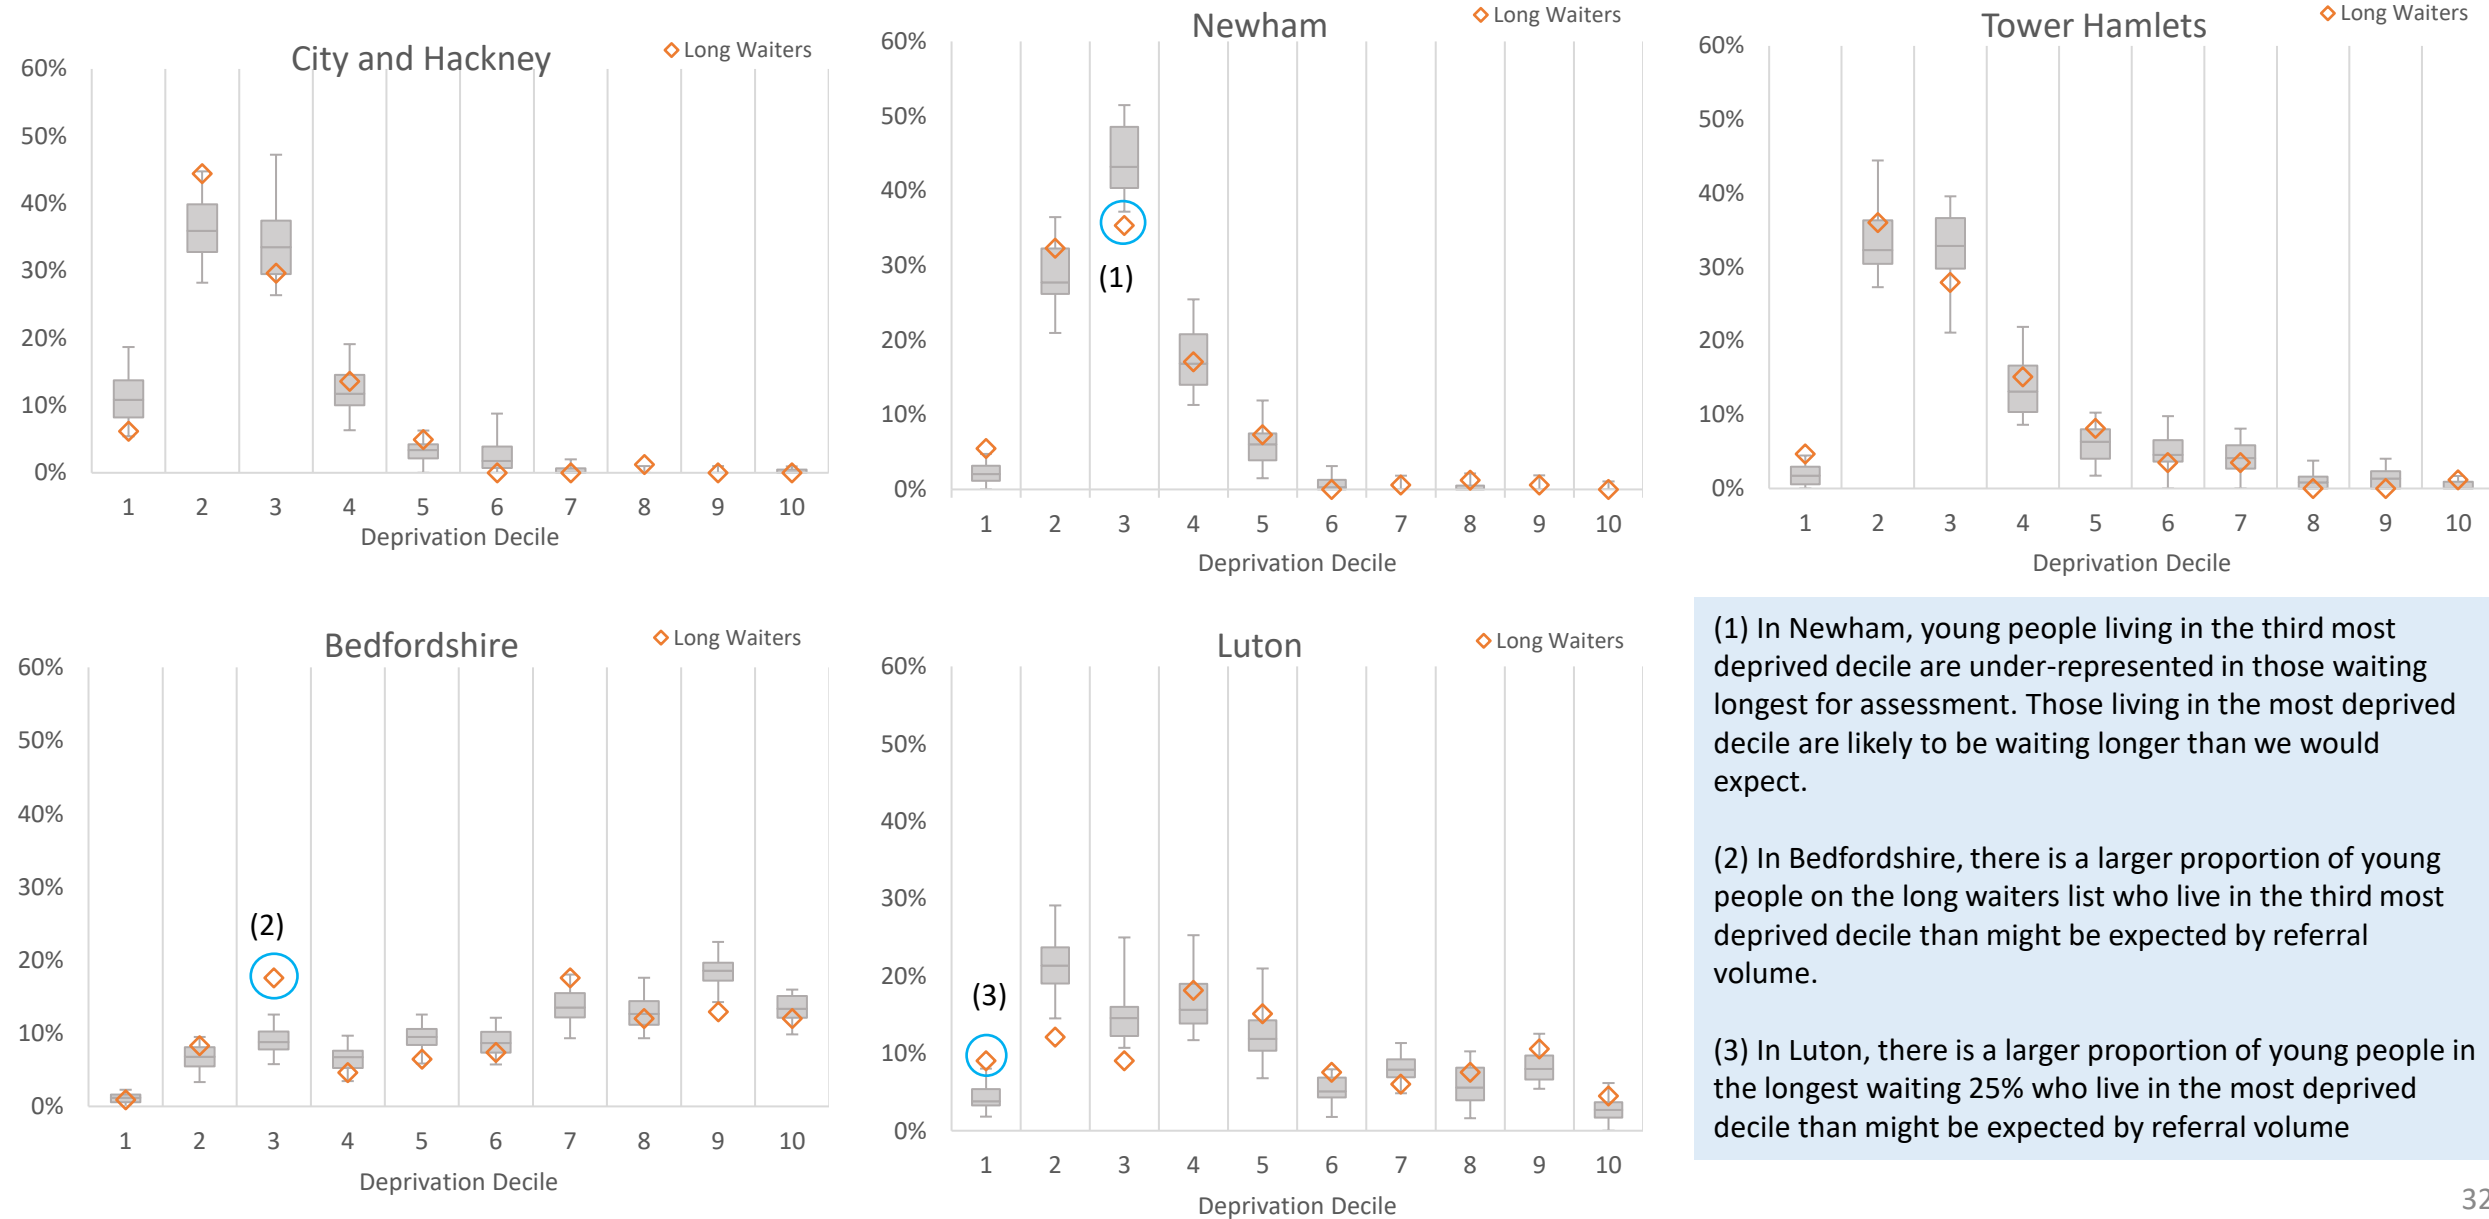 City and Hackney
Long Waiters
60%
50%
40%
30%
20%
10%
0%
1 2 3 4 5 6 7 8 9 10
Deprivation Decile
Newham
Long Waiters
60%
50%
40%
30%
20%
10%
0%
(1)
1 2 3 4 5 6 7 8 9 10
Deprivation Decile
Tower Hamlets
Long Waiters
60%
50%
40%
30%
20%
10%
0%
1 2 3 4 5 6 7 8 9 10
Deprivation Decile
Bedfordshire
Long Waiters
60%
50%
40%
30%
20%
10%
0%
(2)
1 2 3 4 5 6 7 8 9 10
Deprivation Decile
Luton
Long Waiters
60%
50%
40%
30%
20%
10%
0%
(3)
1 2 3 4 5 6 7 8 9 10
Deprivation Decile
(1) In Newham, young people living in the third most
deprived decile are under-represented in those waiting
longest for assessment. Those living in the most deprived
decile are likely to be waiting longer than we would
expect.
(2) In Bedfordshire, there is a larger proportion of young
people on the long waiters list who live in the third most
deprived decile than might be expected by referral
volume.
(3) In Luton, there is a larger proportion of young people in
the longest waiting 25% who live in the most deprived
decile than might be expected by referral volume
32